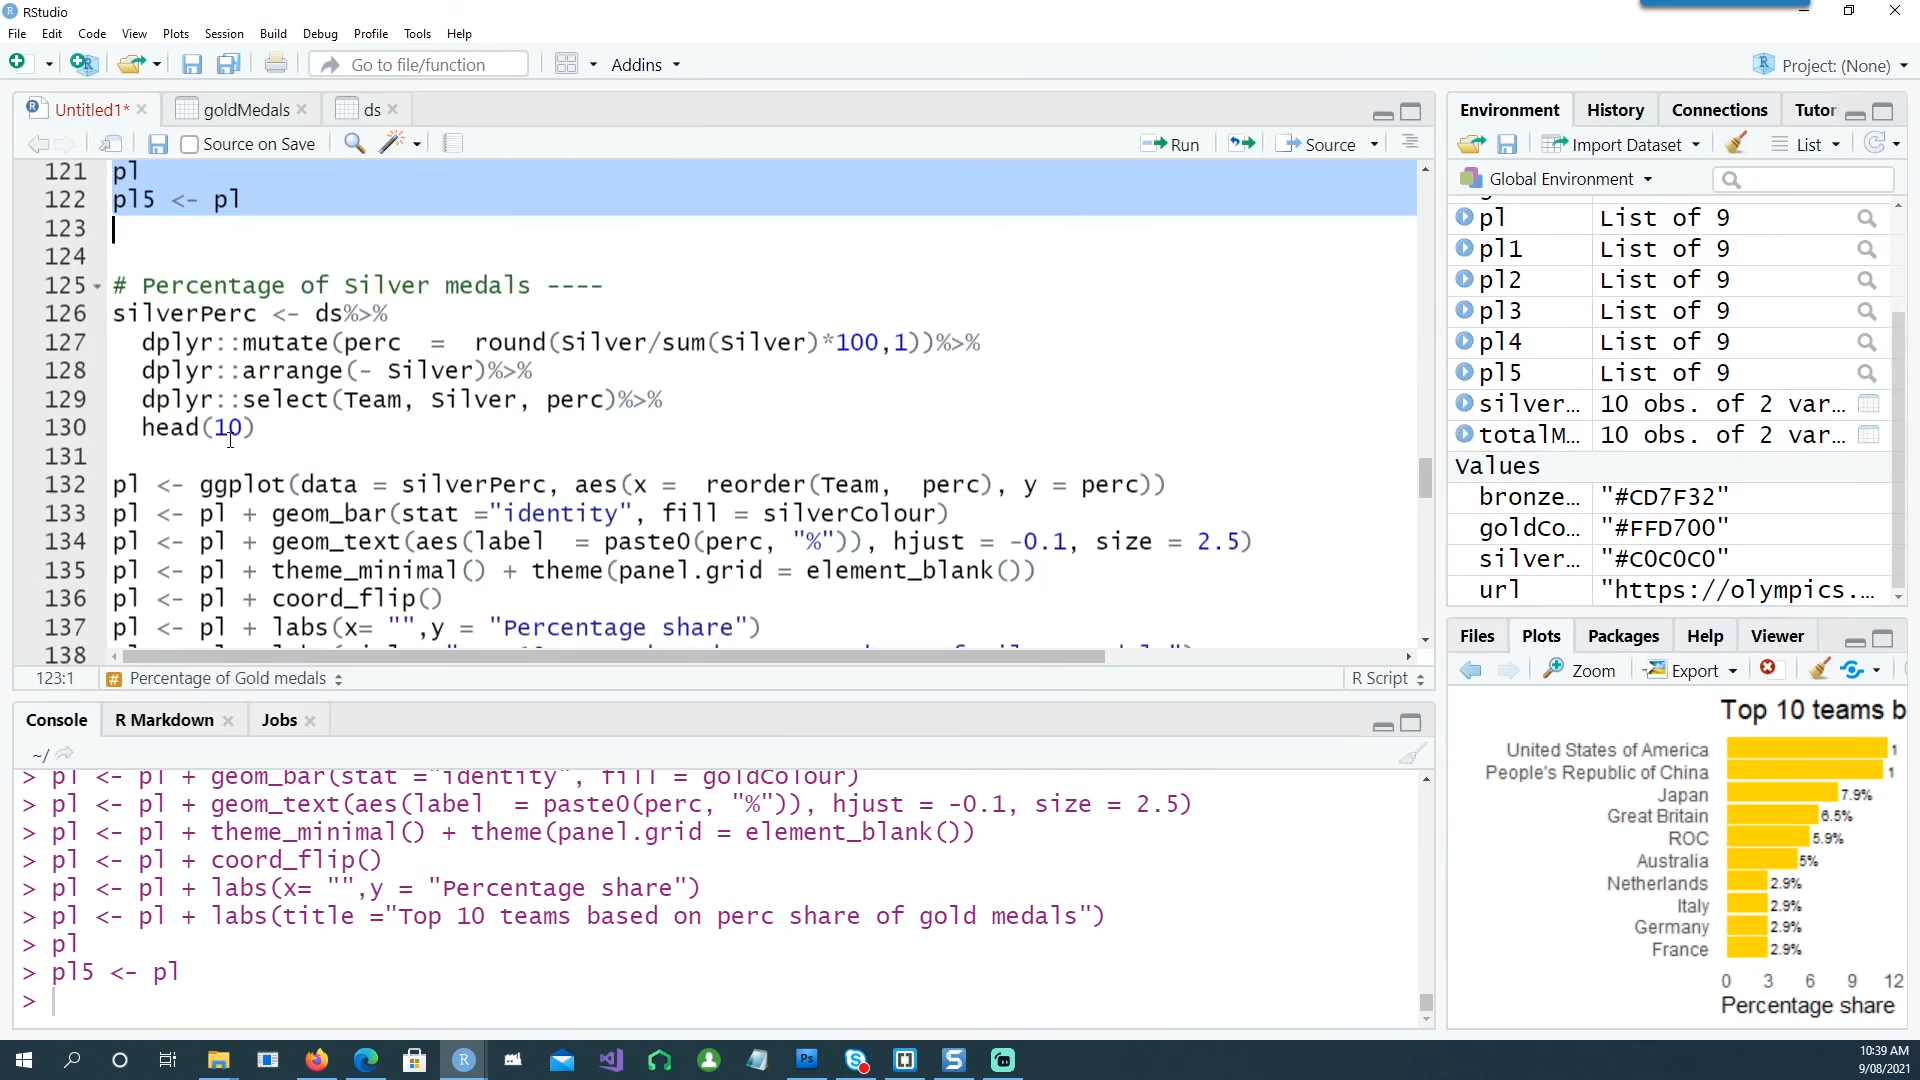 RStudio
File Edit Code View Plots Session Build Debug Profile Tools Help
Go to file/function Addins Project: (None)
Untitled1* goldMedals ds
Source on Save Run Source
121 pl
122 pl5 <- pl
123
124
125 # Percentage of Silver medals ----
126 silverPerc <- ds%>%
127 dplyr::mutate(perc = round(Silver/sum(Silver)*100,1))%>%
128 dplyr::arrange(- Silver)%>%
129 dplyr::select(Team, Silver, perc)%>%
130 head(10)
131
132 pl <- ggplot(data = silverPerc, aes(x = reorder(Team, perc), y = perc))
133 pl <- pl + geom_bar(stat ="identity", fill = silverColour)
134 pl <- pl + geom_text(aes(label = paste0(perc, "%")), hjust = -0.1, size = 2.5)
135 pl <- pl + theme_minimal() + theme(panel.grid = element_blank())
136 pl <- pl + coord_flip()
137 pl <- pl + labs(x= "",y = "Percentage share")
138
123:1 Percentage of Gold medals R Script
Console R Markdown Jobs
~/
> pl <- pl + geom_bar(stat ="identity", fill = goldColour)
> pl <- pl + geom_text(aes(label = paste0(perc, "%")), hjust = -0.1, size = 2.5)
> pl <- pl + theme_minimal() + theme(panel.grid = element_blank())
> pl <- pl + coord_flip()
> pl <- pl + labs(x= "",y = "Percentage share")
> pl <- pl + labs(title ="Top 10 teams based on perc share of gold medals")
> pl
> pl5 <- pl
>
Environment History Connections Tutor
Import Dataset List
Global Environment
pl List of 9
pl1 List of 9
pl2 List of 9
pl3 List of 9
pl4 List of 9
pl5 List of 9
silver... 10 obs. of 2 var...
totalM... 10 obs. of 2 var...
Values
bronze... "#CD7F32"
goldCo... "#FFD700"
silver... "#C0C0C0"
url "https://olympics....
Files Plots Packages Help Viewer
Zoom Export
Top 10 teams b
United States of America 1
People's Republic of China 1
Japan 7.9%
Great Britain 6.5%
ROC 5.9%
Australia 5%
Netherlands 2.9%
Italy 2.9%
Germany 2.9%
France 2.9%
0 3 6 9 12
Percentage share
10:39 AM
9/08/2021